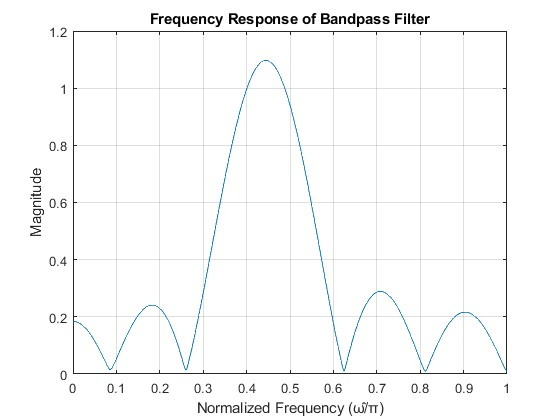 Frequency Response of Bandpass Filter
1.2
1
0.8
0.6
0.4
0.2
0
Magnitude
0 0.1 0.2 0.3 0.4 0.5 0.6 0.7 0.8 0.9 1
Normalized Frequency (ω̂/π)